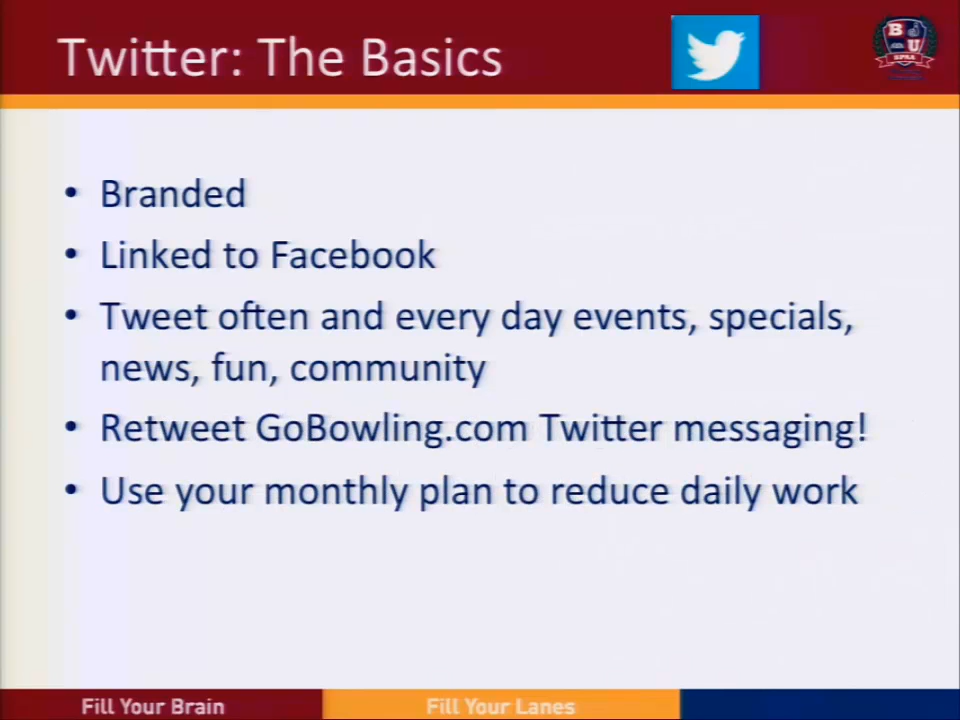 Twitter: The Basics
B U
• Branded
• Linked to Facebook
• Tweet often and every day events, specials,
news, fun, community
• Retweet GoBowling.com Twitter messaging!
• Use your monthly plan to reduce daily work
Fill Your Brain
Fill Your Lanes